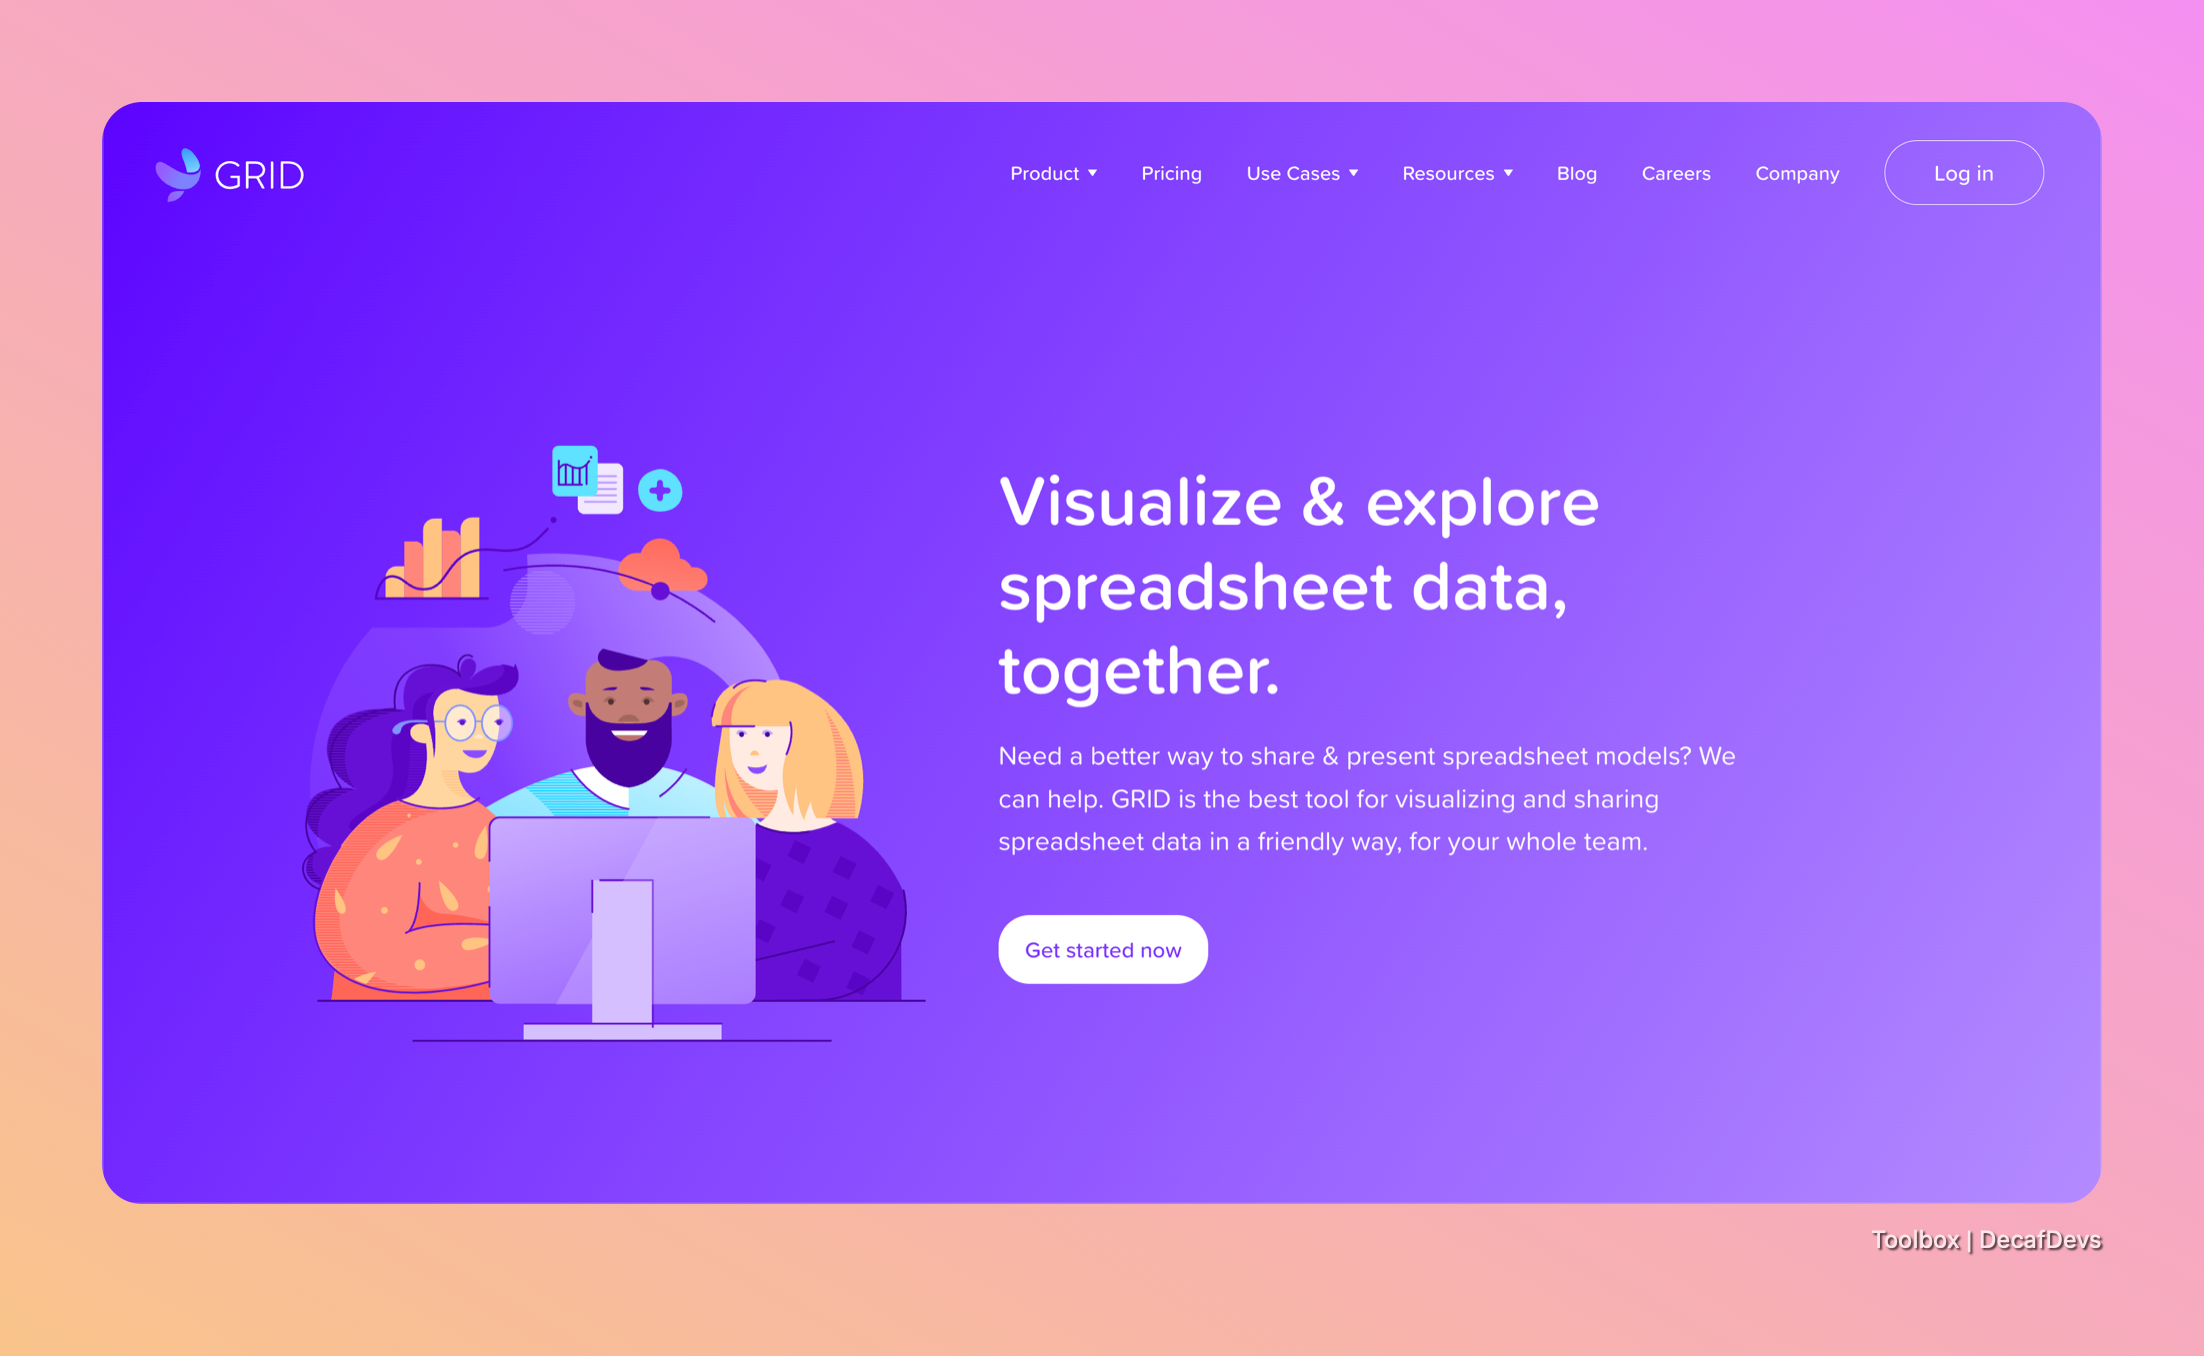 GRID
Product
Pricing
Use Cases
Resources
Blog
Careers
Company
Log in
Visualize & explore
spreadsheet data,
together.
Need a better way to share & present spreadsheet models? We
can help. GRID is the best tool for visualizing and sharing
spreadsheet data in a friendly way, for your whole team.
Get started now
Toolbox | DecafDevs